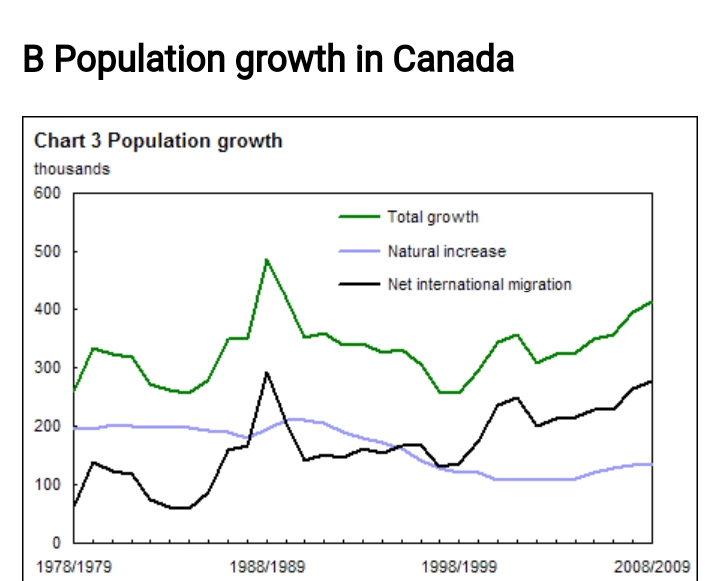 B Population growth in Canada
Chart 3 Population growth
thousands
600
Total growth
500
Natural increase
Net international migration
400
300
200
100
0
1978/1979 1988/1989 1998/1999 2008/2009